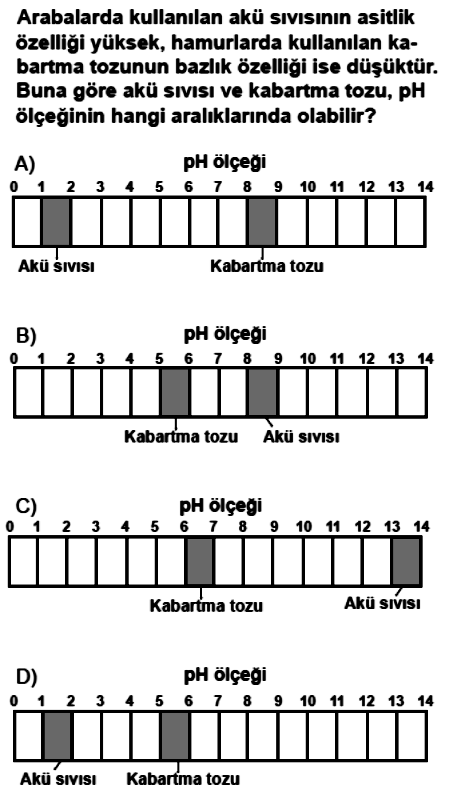 Arabalarda kullanılan akü sıvısının asitlik
özelliği yüksek, hamurlarda kullanılan ka-
bartma tozunun bazlık özelliği ise düşüktür.
Buna göre akü sıvısı ve kabartma tozu, pH
ölçeğinin hangi aralıklarında olabilir?
A) pH ölçeği
0 1 2 3 4 5 6 7 8 9 10 11 12 13 14
Akü sıvısı Kabartma tozu
B) pH ölçeği
0 1 2 3 4 5 6 7 8 9 10 11 12 13 14
Kabartma tozu Akü sıvısı
C) pH ölçeği
0 1 2 3 4 5 6 7 8 9 10 11 12 13 14
Kabartma tozu Akü sıvısı
D) pH ölçeği
0 1 2 3 4 5 6 7 8 9 10 11 12 13 14
Akü sıvısı Kabartma tozu